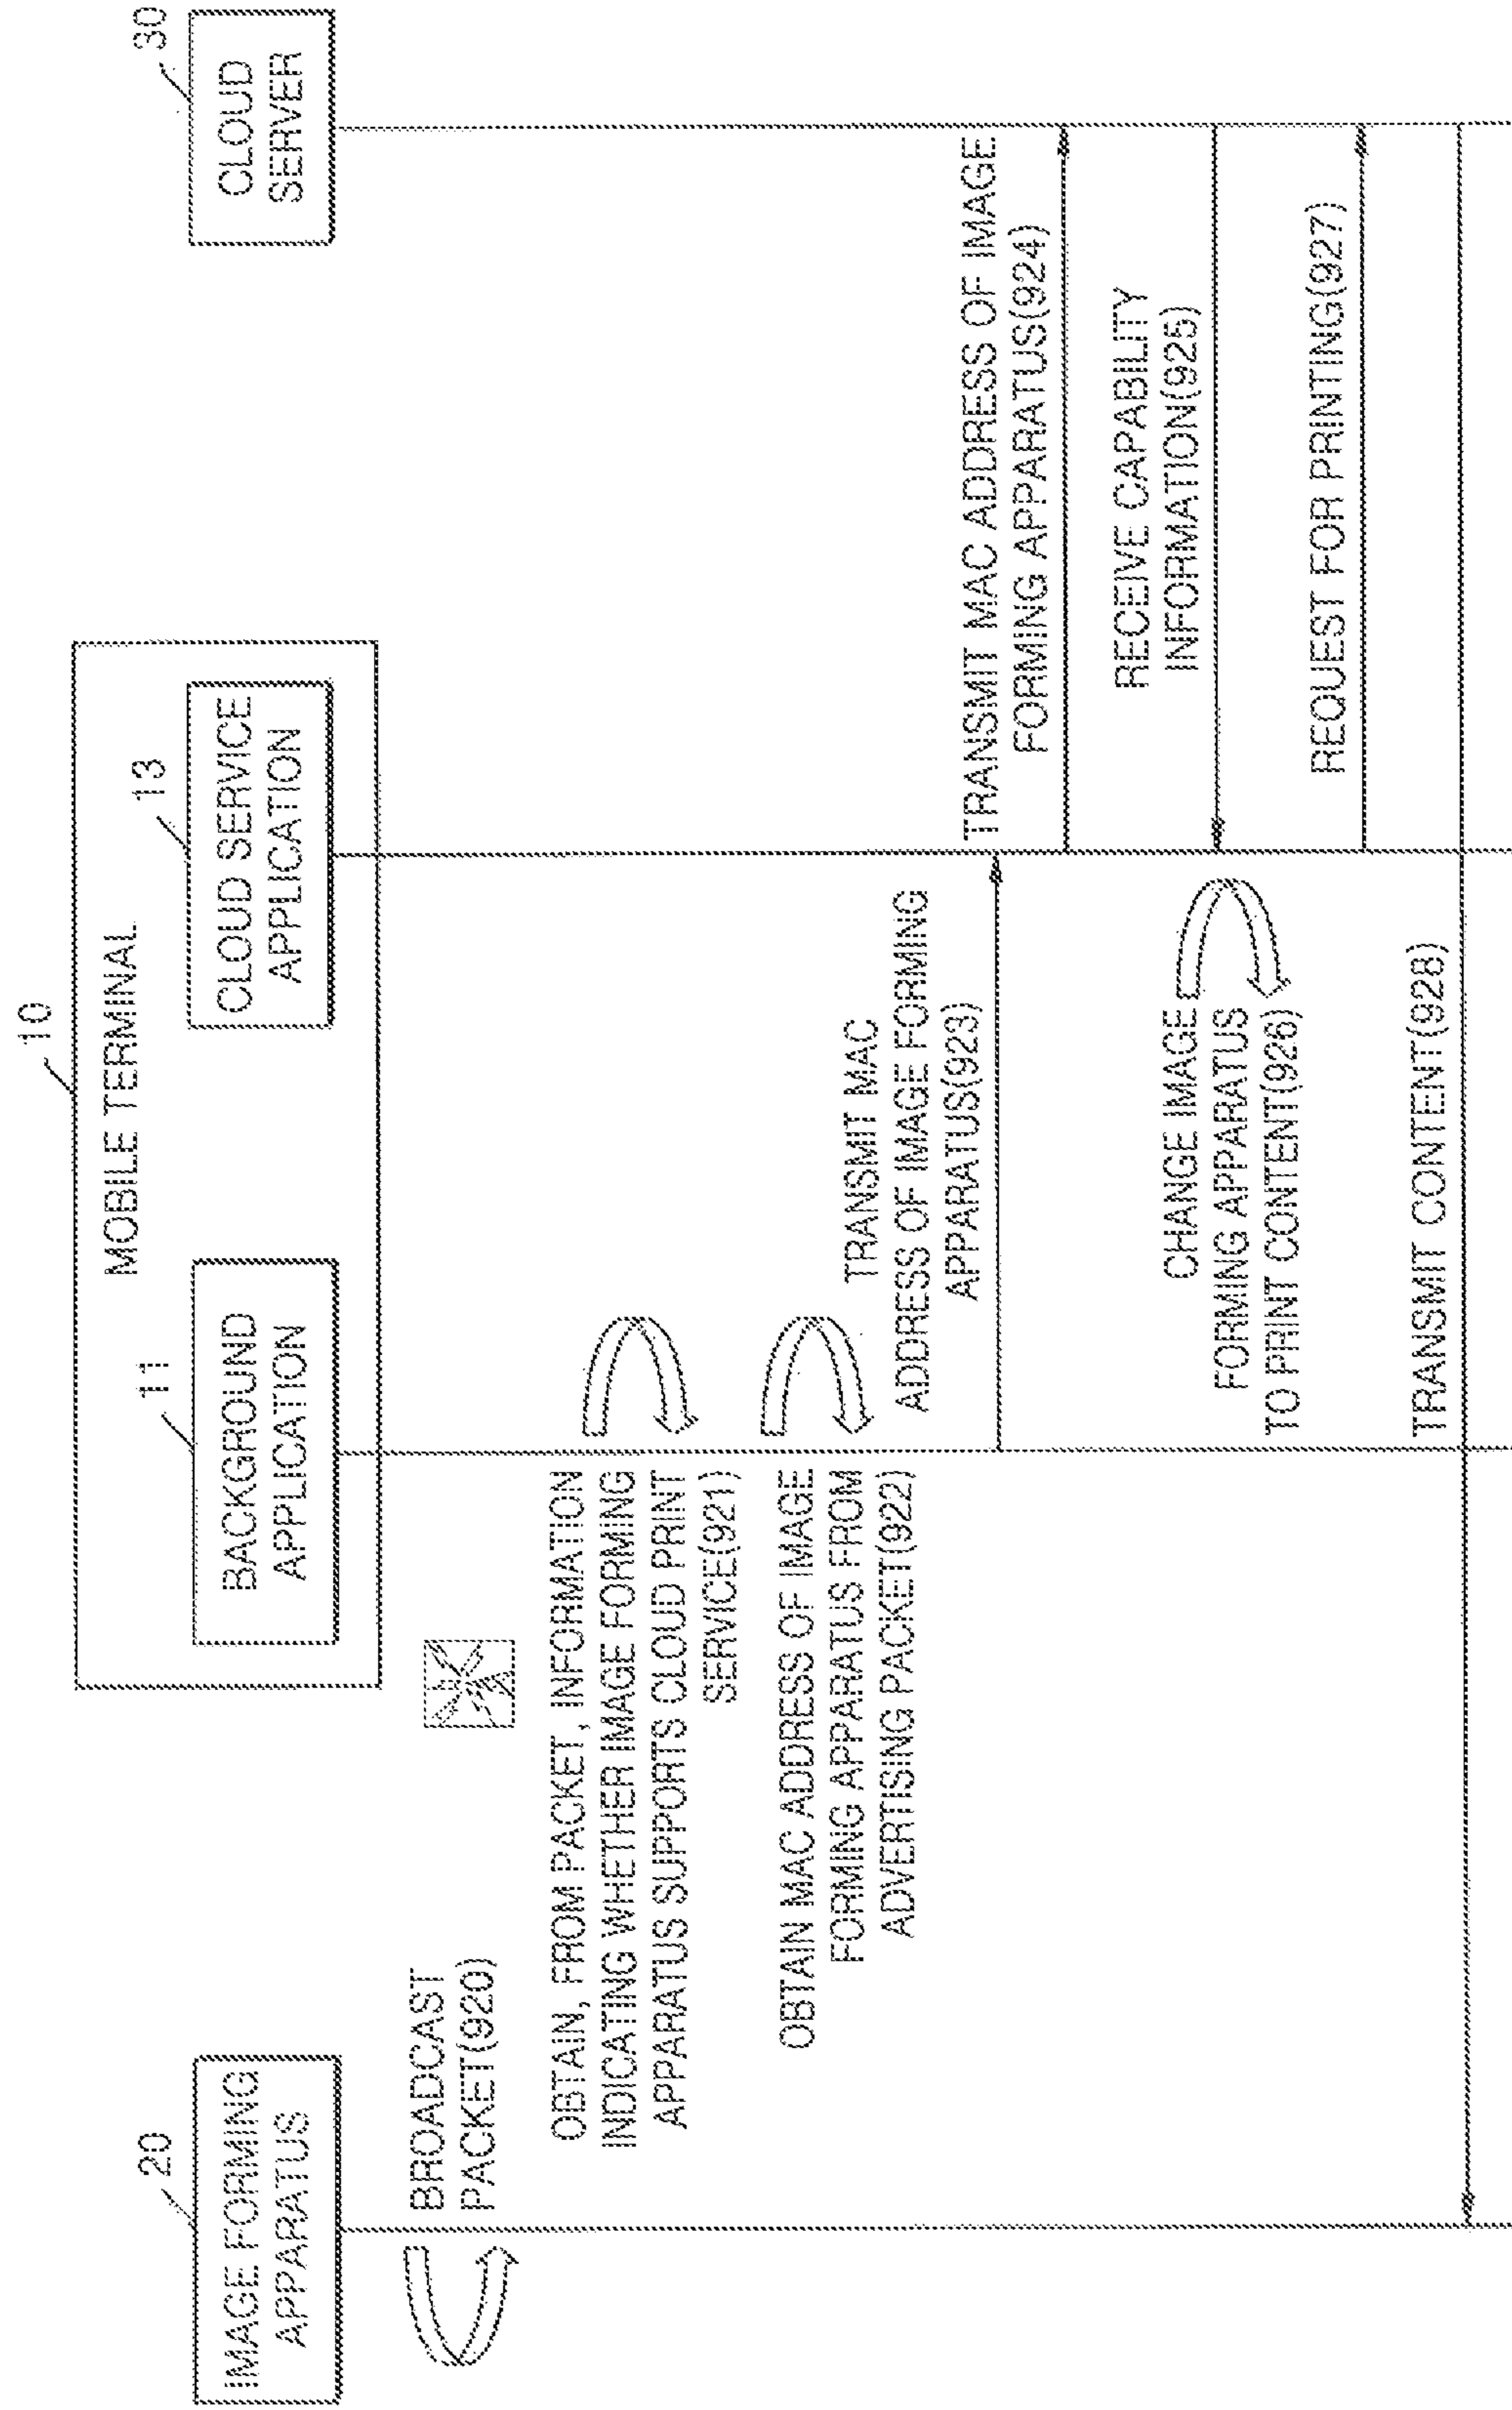 10
MOBILE TERMINAL
20
IMAGE FORMING
APPARATUS
11
BACKGROUND
APPLICATION
13
CLOUD SERVICE
APPLICATION
30
CLOUD
SERVER
BROADCAST
PACKET(920)
OBTAIN, FROM PACKET, INFORMATION
INDICATING WHETHER IMAGE FORMING
APPARATUS SUPPORTS CLOUD PRINT
SERVICE(921)
OBTAIN MAC ADDRESS OF IMAGE
FORMING APPARATUS FROM
ADVERTISING PACKET(922)
TRANSMIT MAC
ADDRESS OF IMAGE FORMING
APPARATUS(923)
TRANSMIT MAC ADDRESS OF IMAGE
FORMING APPARATUS(924)
RECEIVE CAPABILITY
INFORMATION(925)
CHANGE IMAGE
FORMING APPARATUS
TO PRINT CONTENT(926)
REQUEST FOR PRINTING(927)
TRANSMIT CONTENT(928)